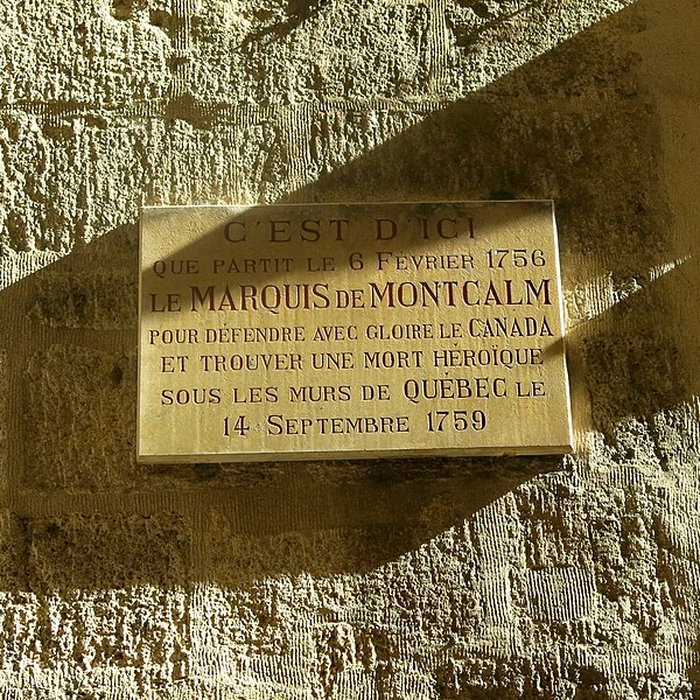 C'EST D'ICI
QUE PARTIT LE 6 FÉVRIER 1756
LE MARQUIS DE MONTCALM
POUR DÉFENDRE AVEC GLOIRE LE CANADA
ET TROUVER UNE MORT HÉROÏQUE
SOUS LES MURS DE QUÉBEC LE
14 SEPTEMBRE 1759